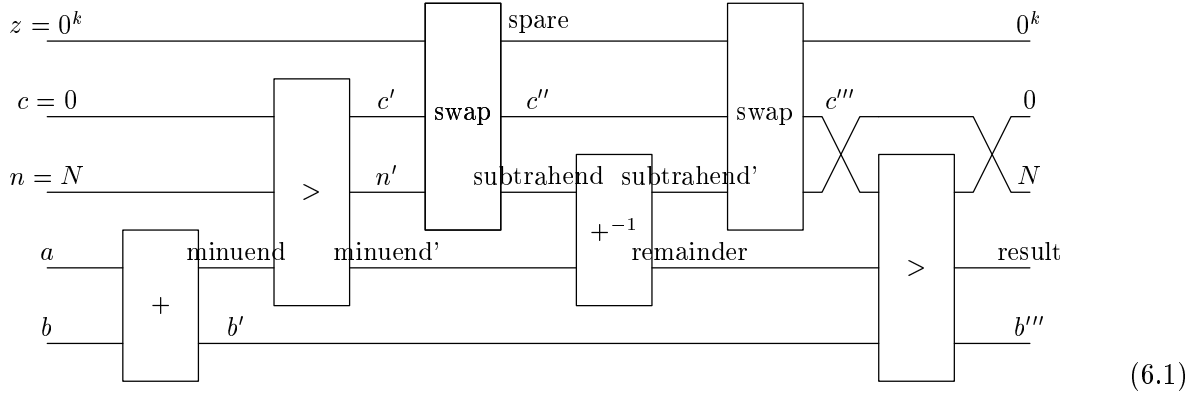 z = 0^k spare 0^k
c = 0 c′ swap c″ swap c‴ 0
n = N > n′ subtrahend subtrahend' N
+^{-1}
a minuend minuend' remainder > result
+
b b′ b‴
(6.1)